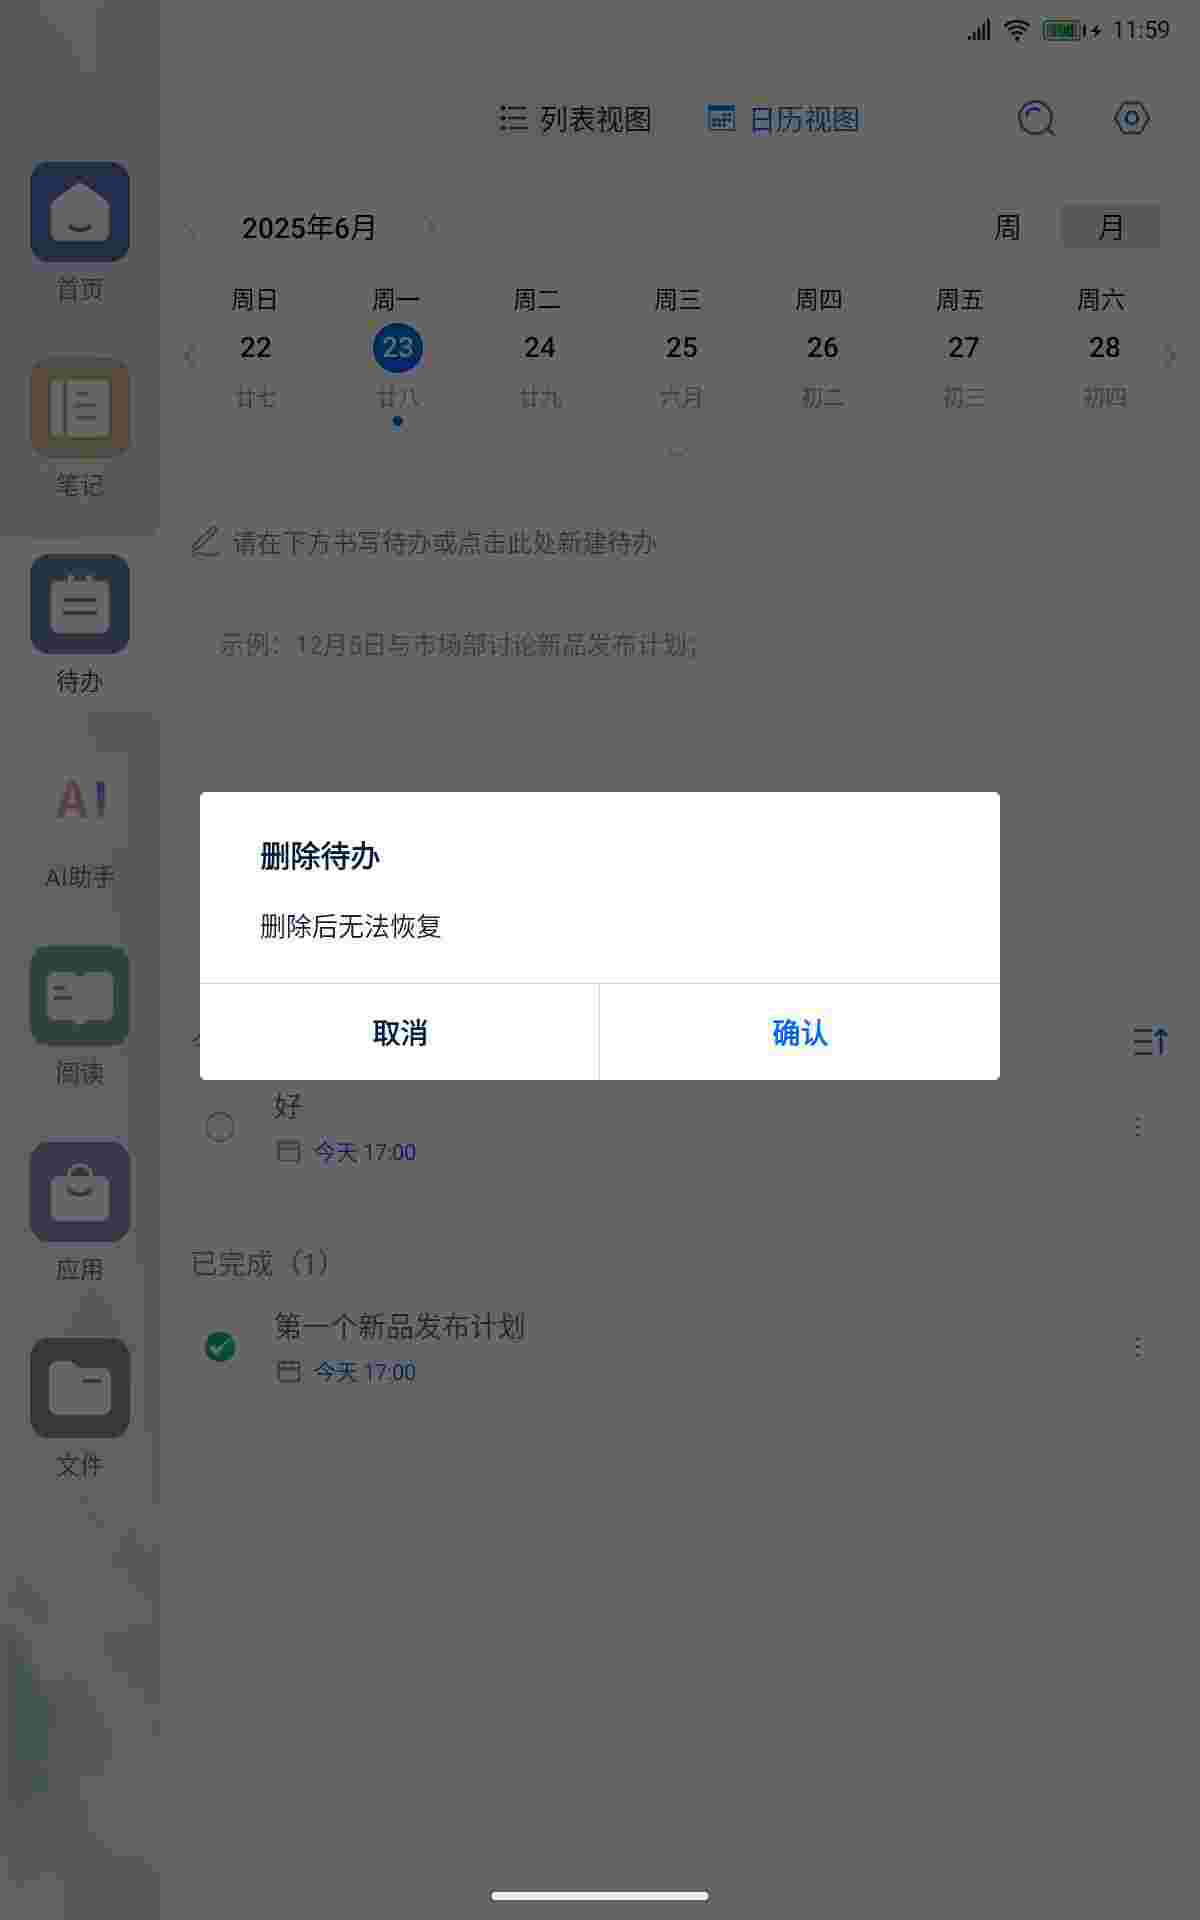 11:59
列表视图 日历视图
2025年6月 周 月
周日 周一 周二 周三 周四 周五 周六
22 23 24 25 26 27 28
廿七 廿八 廿九 六月 初二 初三 初四
请在下方书写待办或点击此处新建待办
示例：12月6日与市场部讨论新品发布计划；
首页
笔记
待办
AI
AI助手
阅读
应用
文件
删除待办
删除后无法恢复
取消 确认
好
今天 17:00
已完成（1）
第一个新品发布计划
今天 17:00